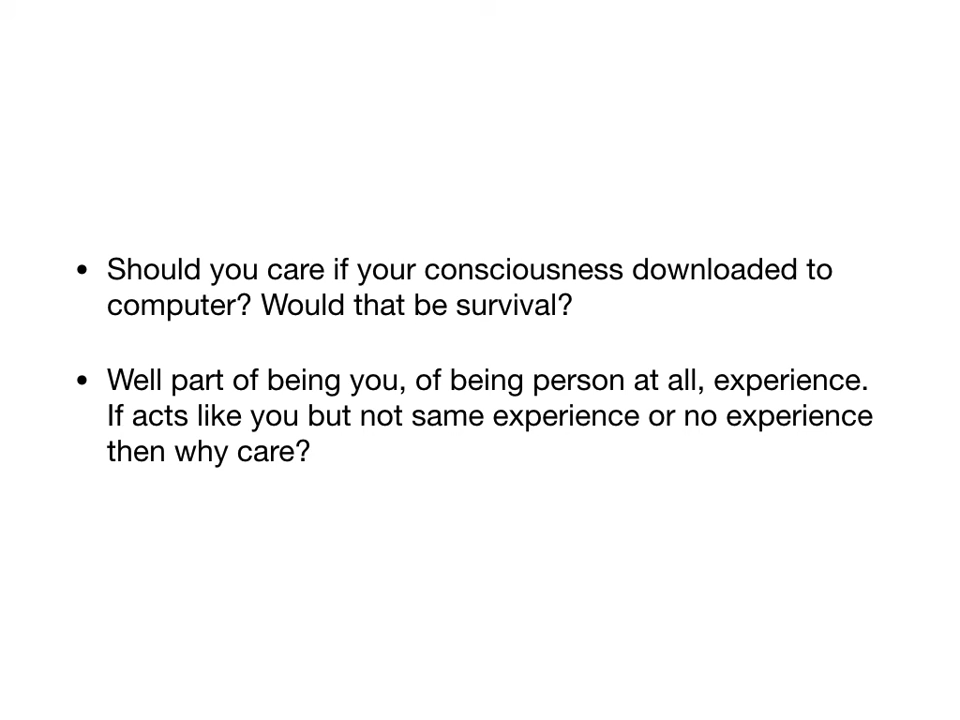 • Should you care if your consciousness downloaded to
computer? Would that be survival?
• Well part of being you, of being person at all, experience.
If acts like you but not same experience or no experience
then why care?